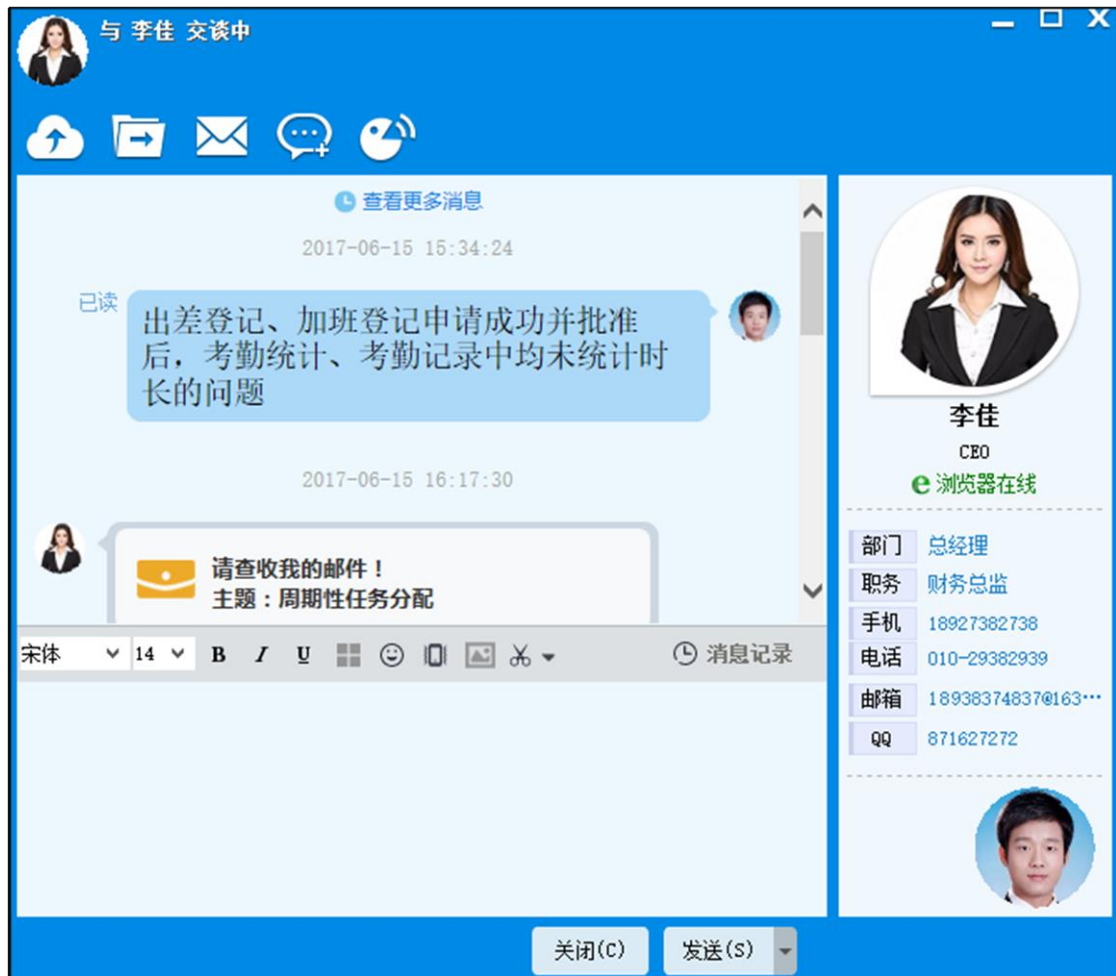 与 李佳 交谈中
查看更多消息
2017-06-15 15:34:24
已读
出差登记、加班登记申请成功并批准
后，考勤统计、考勤记录中均未统计时
长的问题
2017-06-15 16:17:30
请查收我的邮件！
主题：周期性任务分配
宋体 14 B I U 消息记录
关闭(C) 发送(S)
李佳
CEO
浏览器在线
部门 总经理
职务 财务总监
手机 18927382738
电话 010-29382939
邮箱 18938374837@163…
QQ 871627272